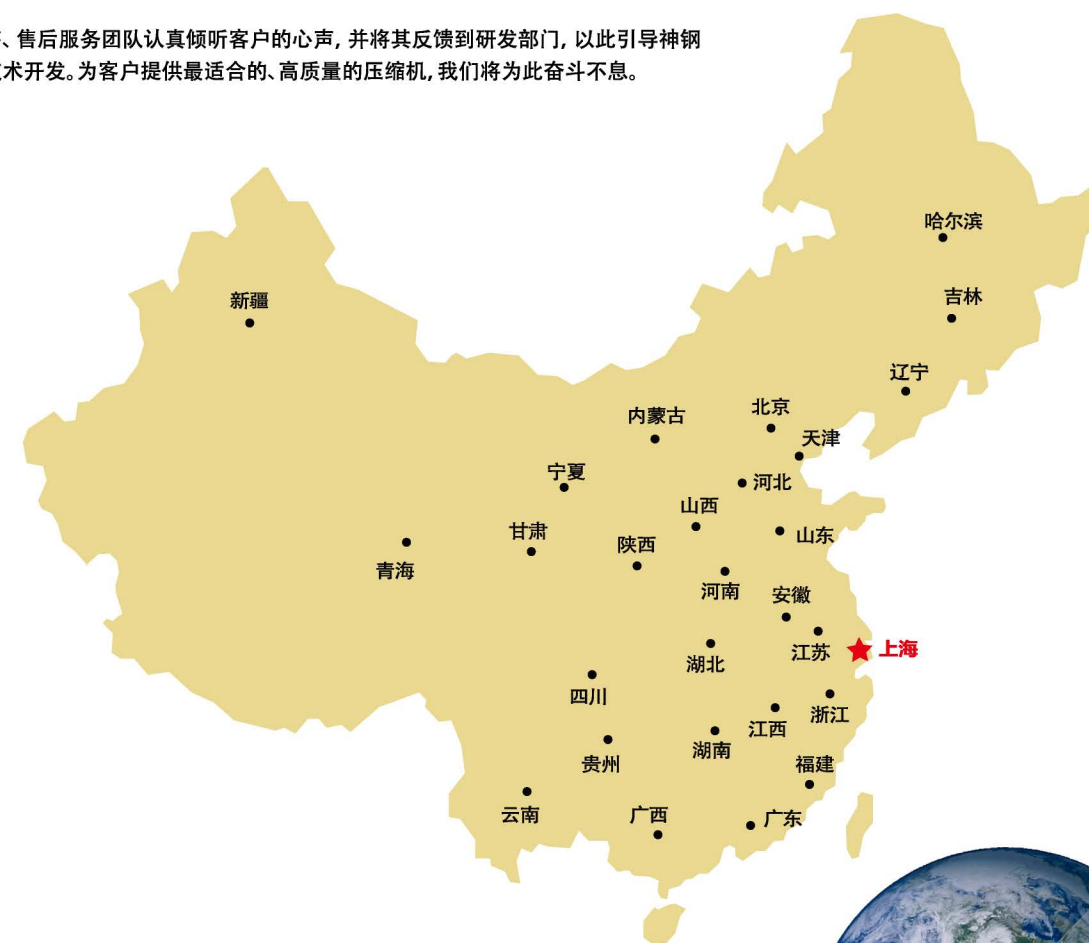 、售后服务团队认真倾听客户的心声，并将其反馈到研发部门，以此引导神钢
术开发。为客户提供最适合的、高质量的压缩机，我们将为此奋斗不息。
哈尔滨
吉林
新疆
辽宁
北京
内蒙古
天津
宁夏
河北
山西
甘肃
山东
陕西
青海
河南
安徽
上海
江苏
湖北
四川
浙江
江西
湖南
贵州
福建
云南
广西
广东